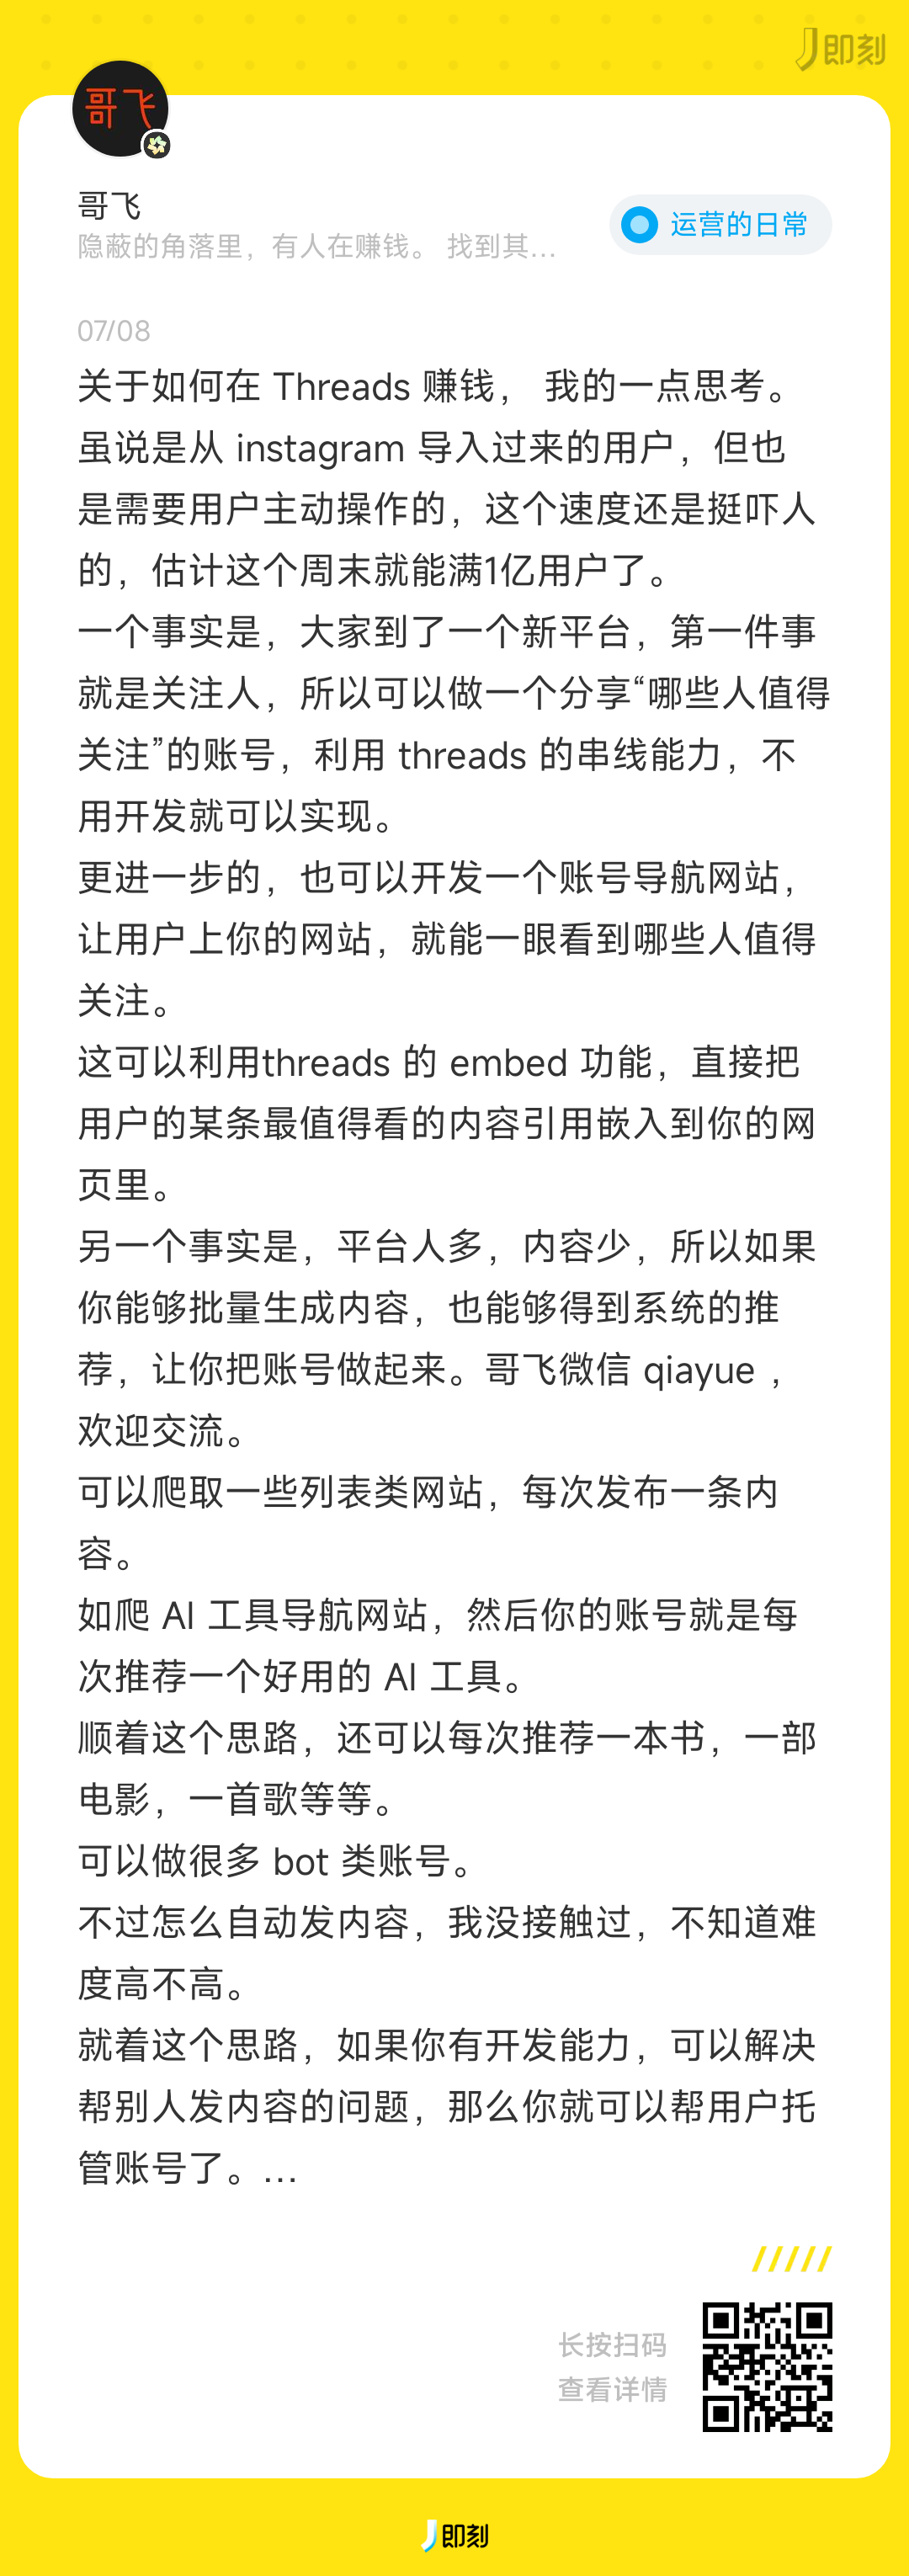 即刻
哥飞
哥飞
隐蔽的角落里，有人在赚钱。 找到其...
运营的日常
07/08
关于如何在 Threads 赚钱， 我的一点思考。
虽说是从 instagram 导入过来的用户，但也
是需要用户主动操作的，这个速度还是挺吓人
的，估计这个周末就能满1亿用户了。
一个事实是，大家到了一个新平台，第一件事
就是关注人，所以可以做一个分享“哪些人值得
关注”的账号，利用 threads 的串线能力，不
用开发就可以实现。
更进一步的，也可以开发一个账号导航网站，
让用户上你的网站，就能一眼看到哪些人值得
关注。
这可以利用threads 的 embed 功能，直接把
用户的某条最值得看的内容引用嵌入到你的网
页里。
另一个事实是，平台人多，内容少，所以如果
你能够批量生成内容，也能够得到系统的推
荐，让你把账号做起来。哥飞微信 qiayue ，
欢迎交流。
可以爬取一些列表类网站，每次发布一条内
容。
如爬 AI 工具导航网站，然后你的账号就是每
次推荐一个好用的 AI 工具。
顺着这个思路，还可以每次推荐一本书，一部
电影，一首歌等等。
可以做很多 bot 类账号。
不过怎么自动发内容，我没接触过，不知道难
度高不高。
就着这个思路，如果你有开发能力，可以解决
帮别人发内容的问题，那么你就可以帮用户托
管账号了。...
长按扫码
查看详情
即刻